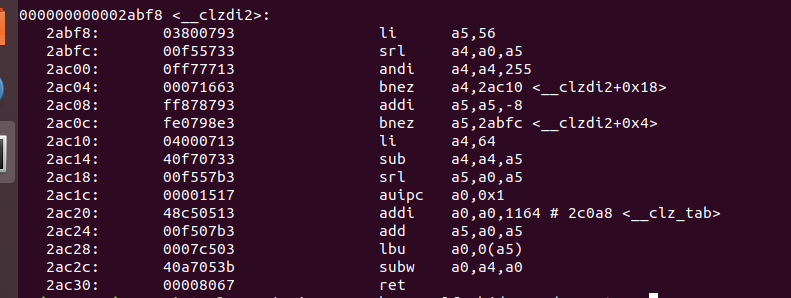 000000000002abf8 <__clzdi2>:
2abf8: 03800793 li a5,56
2abfc: 00f55733 srl a4,a0,a5
2ac00: 0ff77713 andi a4,a4,255
2ac04: 00071663 bnez a4,2ac10 <__clzdi2+0x18>
2ac08: ff878793 addi a5,a5,-8
2ac0c: fe0798e3 bnez a5,2abfc <__clzdi2+0x4>
2ac10: 04000713 li a4,64
2ac14: 40f70733 sub a4,a4,a5
2ac18: 00f557b3 srl a5,a0,a5
2ac1c: 00001517 auipc a0,0x1
2ac20: 48c50513 addi a0,a0,1164 # 2c0a8 <__clz_tab>
2ac24: 00f507b3 add a5,a0,a5
2ac28: 0007c503 lbu a0,0(a5)
2ac2c: 40a7053b subw a0,a4,a0
2ac30: 00008067 ret